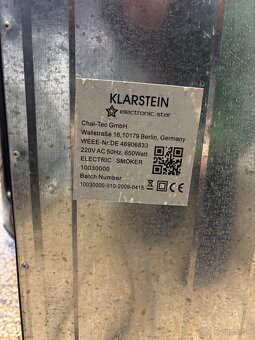 KLARSTEIN
electronic.star
Chal-Tec GmbH
Wallstraße 16,10179 Berlin, Germany
WEEE-Nr.DE 46906833
220V AC 50Hz. 650Watt
ELECTRIC SMOKER
10030000
Batch Number
10030000-010-2009-0415
CE